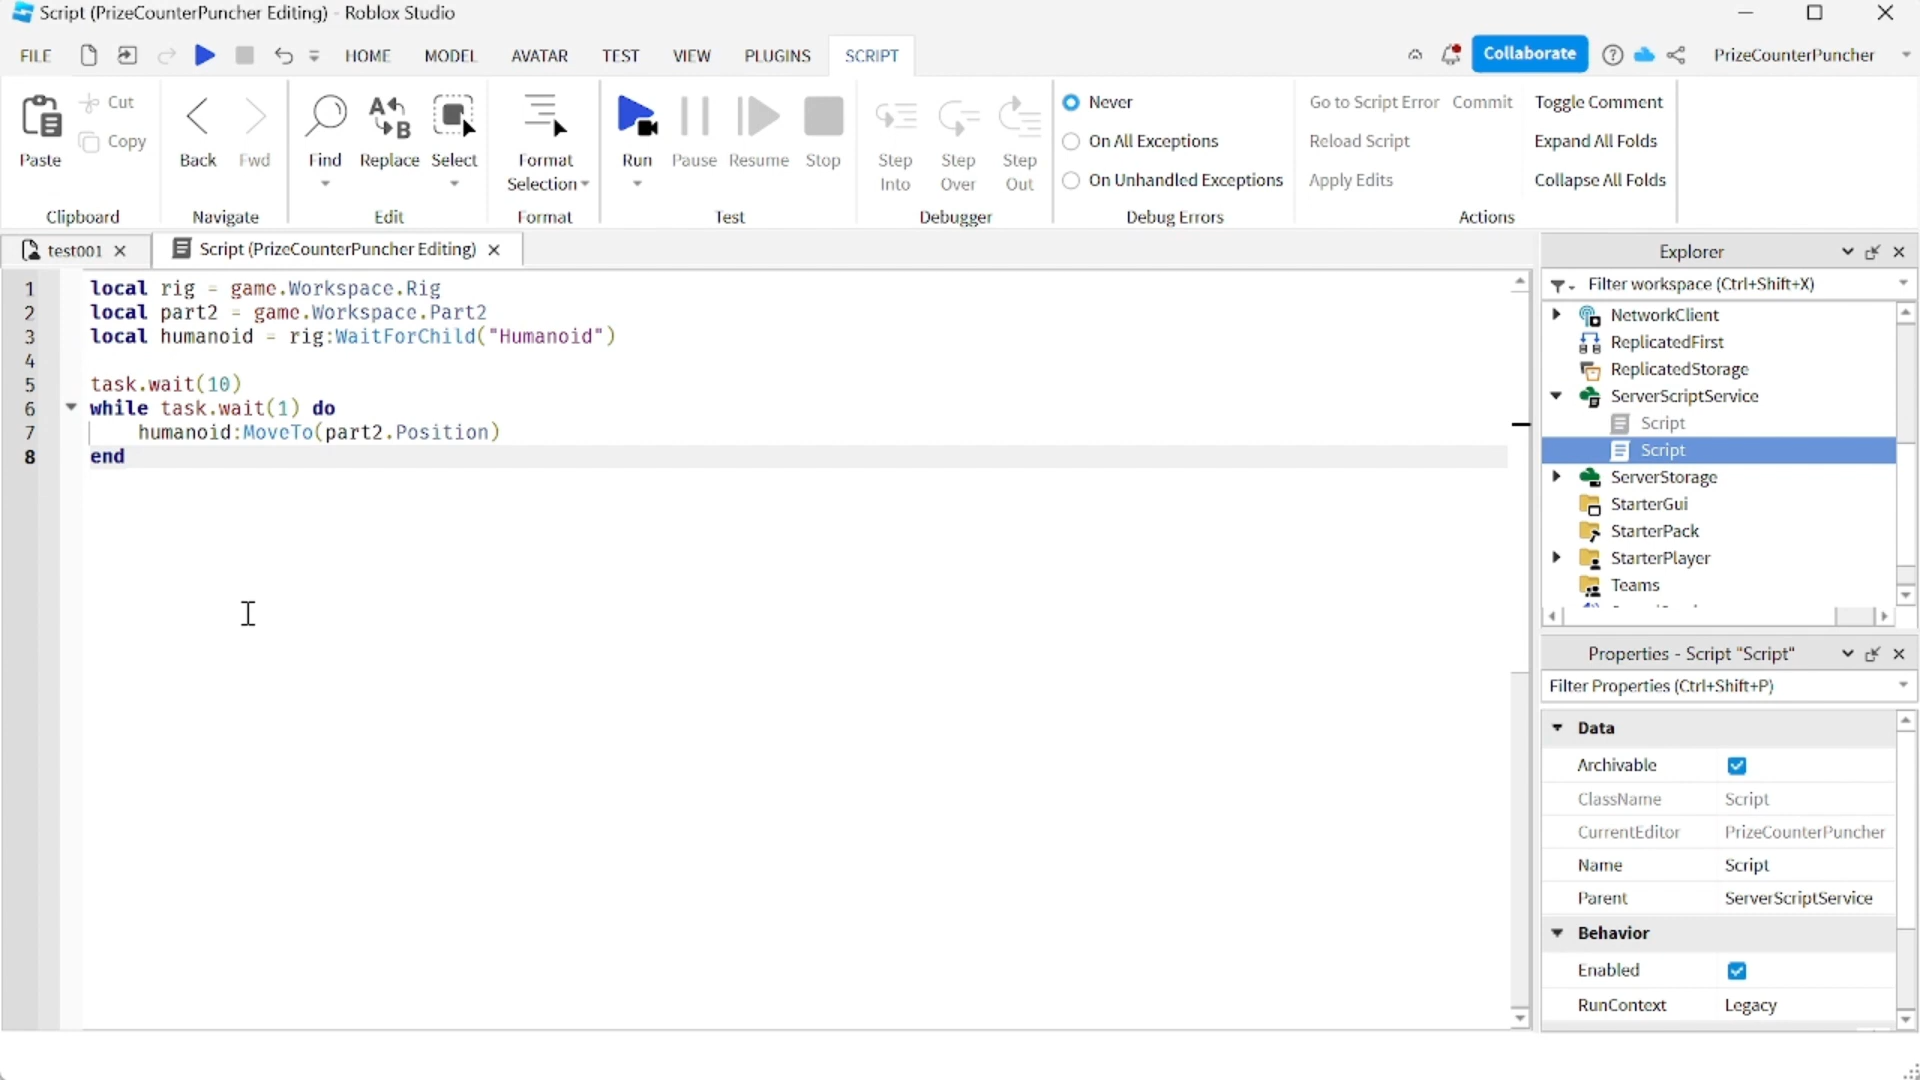 Script (PrizeCounterPuncher Editing) - Roblox Studio
FILE HOME MODEL AVATAR TEST VIEW PLUGINS SCRIPT Collaborate PrizeCounterPuncher
Paste Cut Copy Clipboard
Back Fwd Navigate
Find Replace Select Edit
Format Selection Format
Run Pause Resume Stop Test
Step Into Step Over Step Out Debugger
Never
On All Exceptions
On Unhandled Exceptions
Debug Errors
Go to Script Error Commit Toggle Comment
Reload Script Expand All Folds
Apply Edits Collapse All Folds
Actions
test001 Script (PrizeCounterPuncher Editing)
1 local rig = game.Workspace.Rig
2 local part2 = game.Workspace.Part2
3 local humanoid = rig:WaitForChild("Humanoid")
4
5 task.wait(10)
6 while task.wait(1) do
7 humanoid:MoveTo(part2.Position)
8 end
Explorer
Filter workspace (Ctrl+Shift+X)
NetworkClient
ReplicatedFirst
ReplicatedStorage
ServerScriptService
Script
Script
ServerStorage
StarterGui
StarterPack
StarterPlayer
Teams
Properties - Script "Script"
Filter Properties (Ctrl+Shift+P)
Data
Archivable
ClassName Script
CurrentEditor PrizeCounterPuncher
Name Script
Parent ServerScriptService
Behavior
Enabled
RunContext Legacy